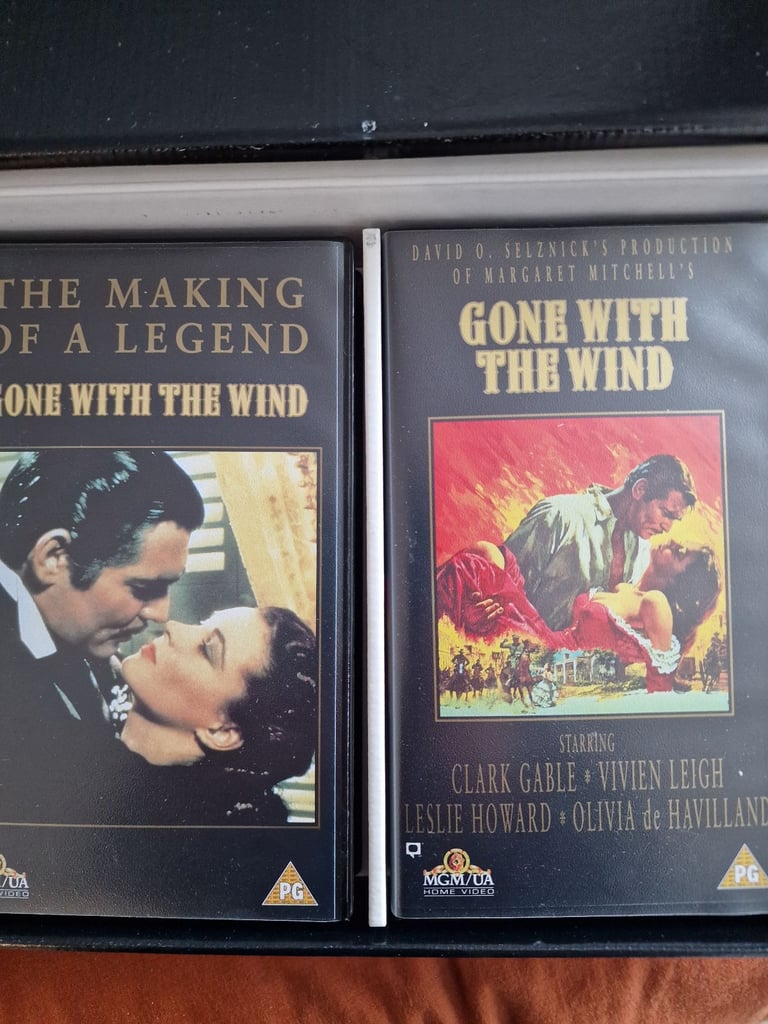 THE MAKING
OF A LEGEND
GONE WITH THE WIND
M/UA
VIDEO
PG
DAVID O. SELZNICK'S PRODUCTION
OF MARGARET MITCHELL'S
GONE WITH
THE WIND
STARRING
CLARK GABLE * VIVIEN LEIGH
LESLIE HOWARD * OLIVIA de HAVILLAND
MGM/UA
HOME VIDEO
PG